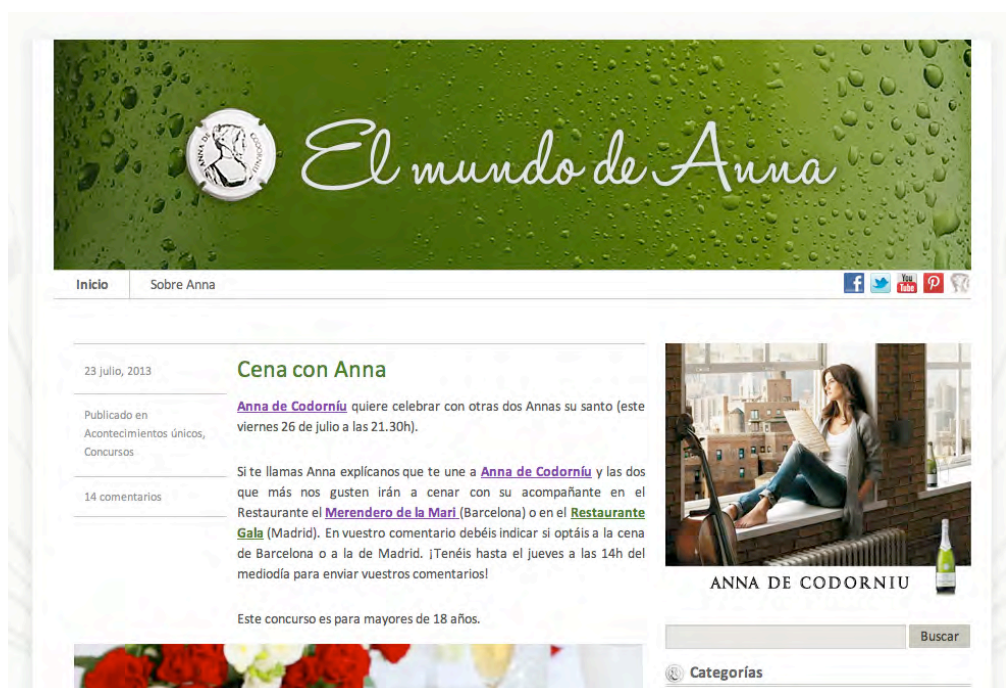 ANNA DE CODORNIU
El mundo de Anna
Inicio
Sobre Anna
You
Tube
23 julio, 2013
Publicado en
Acontecimientos únicos,
Concursos
14 comentarios
Cena con Anna
Anna de Codorníu quiere celebrar con otras dos Annas su santo (este
viernes 26 de julio a las 21.30h).
Si te llamas Anna explícanos que te une a Anna de Codorníu y las dos
que más nos gusten irán a cenar con su acompañante en el
Restaurante el Merendero de la Mari (Barcelona) o en el Restaurante
Gala (Madrid). En vuestro comentario debéis indicar si optáis a la cena
de Barcelona o a la de Madrid. ¡Tenéis hasta el jueves a las 14h del
mediodía para enviar vuestros comentarios!
Este concurso es para mayores de 18 años.
ANNA DE CODORNIU
Buscar
Categorías